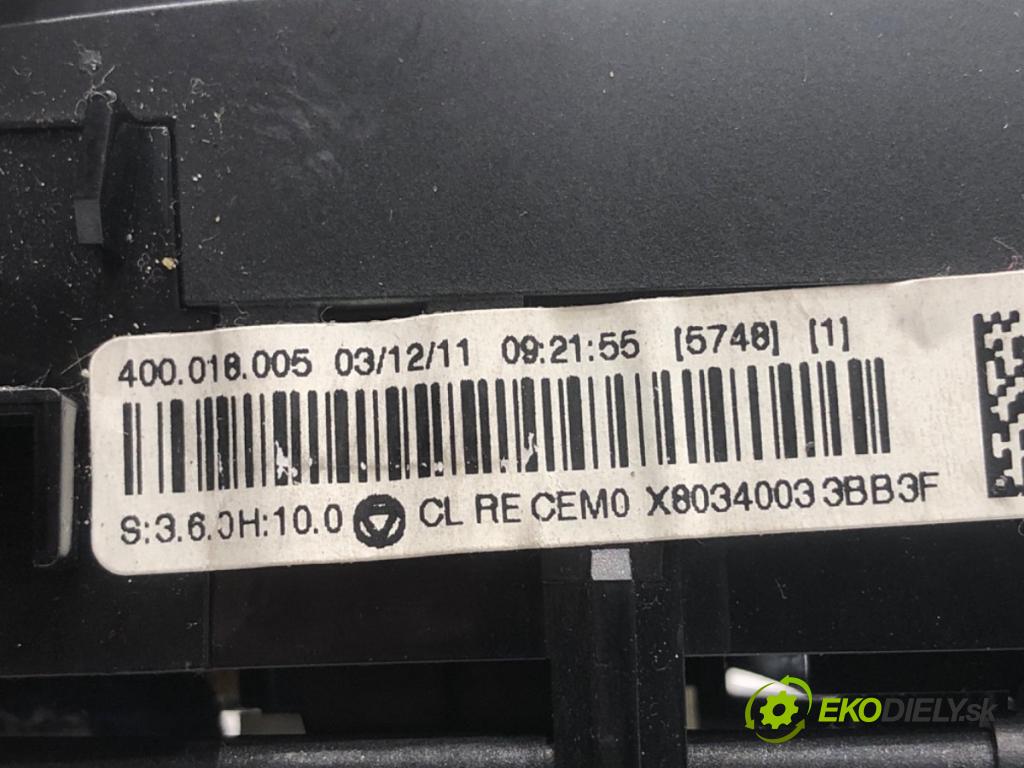 400.018.005 03/12/11 09:21:55 [5748] [1]
S:3.6.0H:10.0 CL RE CEM0 X8034003 3BB3F
EKODIELY.sk